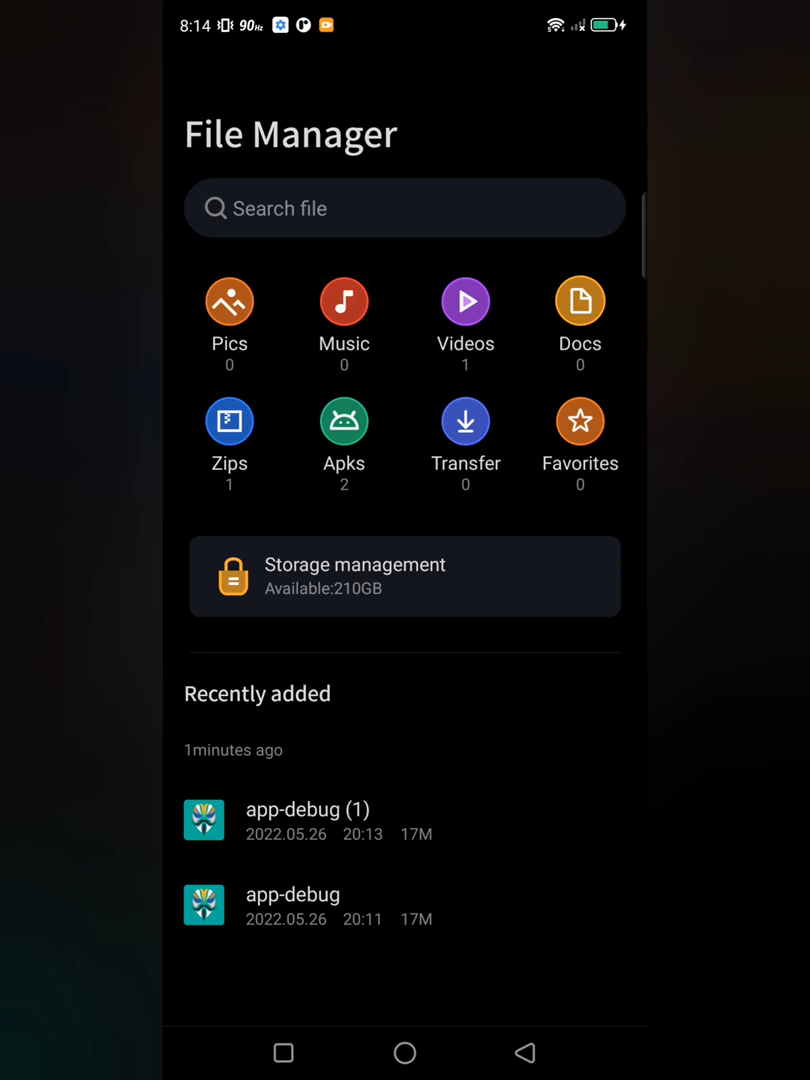 8:14 90Hz
File Manager
Search file
Pics Music Videos Docs
0 0 1 0
Zips Apks Transfer Favorites
1 2 0 0
Storage management
Available:210GB
Recently added
1minutes ago
app-debug (1)
2022.05.26 20:13 17M
app-debug
2022.05.26 20:11 17M